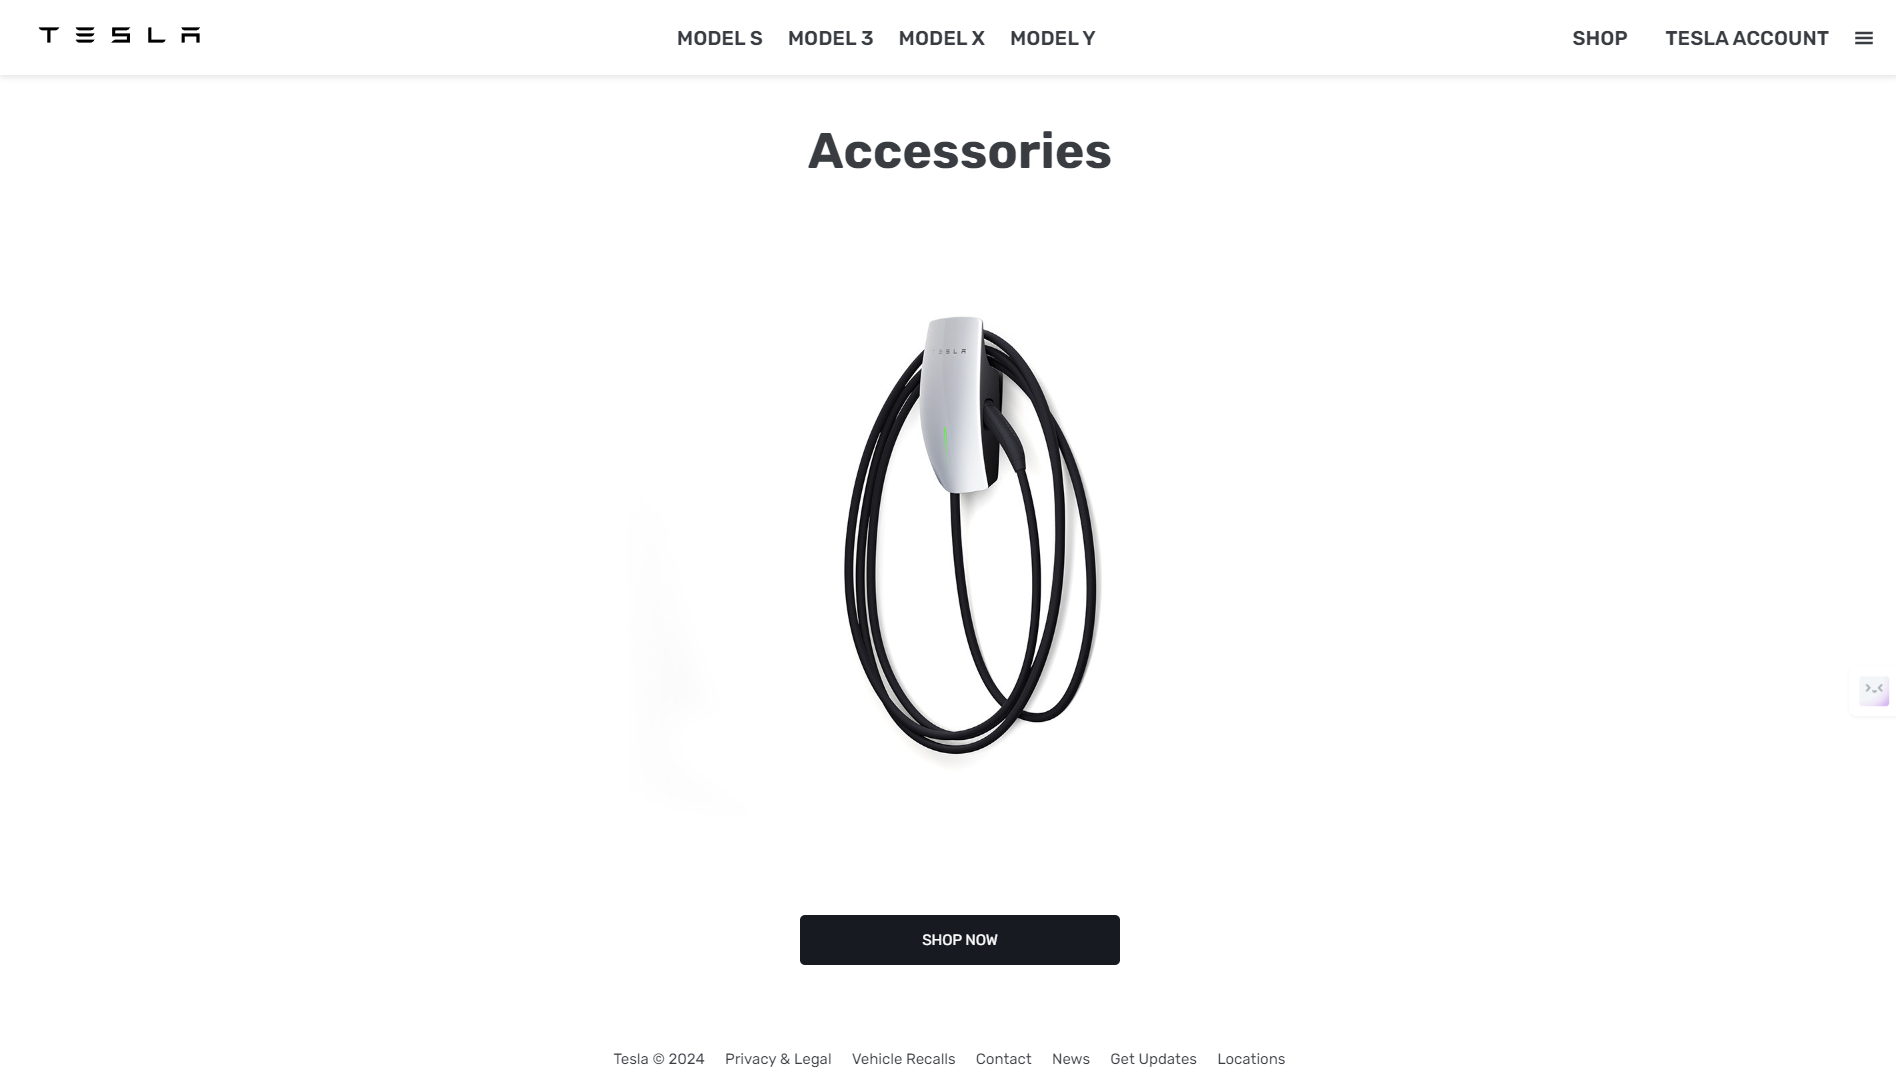 TESLA
MODEL S MODEL 3 MODEL X MODEL Y
SHOP TESLA ACCOUNT
Accessories
TESLA
SHOP NOW
Tesla © 2024 Privacy & Legal Vehicle Recalls Contact News Get Updates Locations